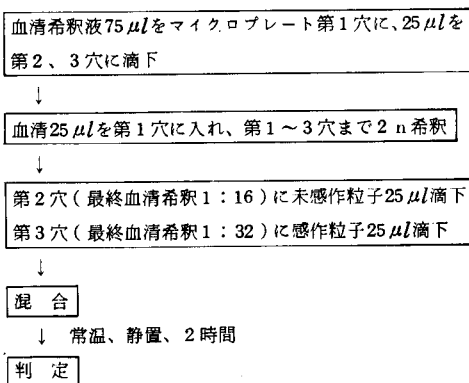 血清希釈液75μlをマイクロプレート第1穴に、25μlを
第2、3穴に滴下
↓
血清25μlを第1穴に入れ、第1～3穴まで2n希釈
↓
第2穴(最終血清希釈1:16)に未感作粒子25μl滴下
第3穴(最終血清希釈1:32)に感作粒子25μl滴下
↓
混合
↓ 常温、静置、2時間
判定